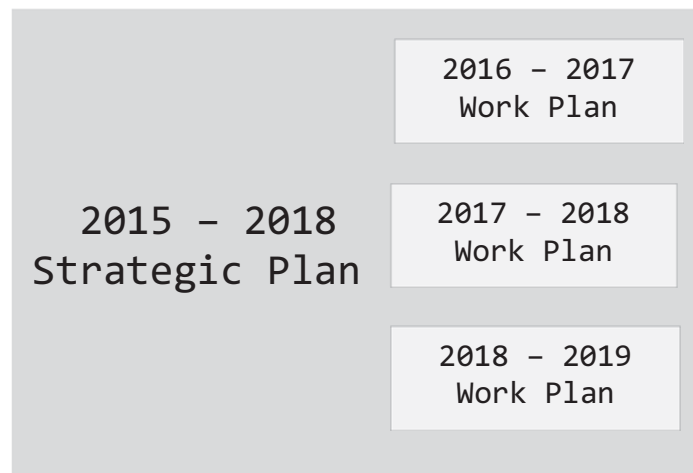 2015 – 2018
Strategic Plan
2016 – 2017
Work Plan
2017 – 2018
Work Plan
2018 – 2019
Work Plan